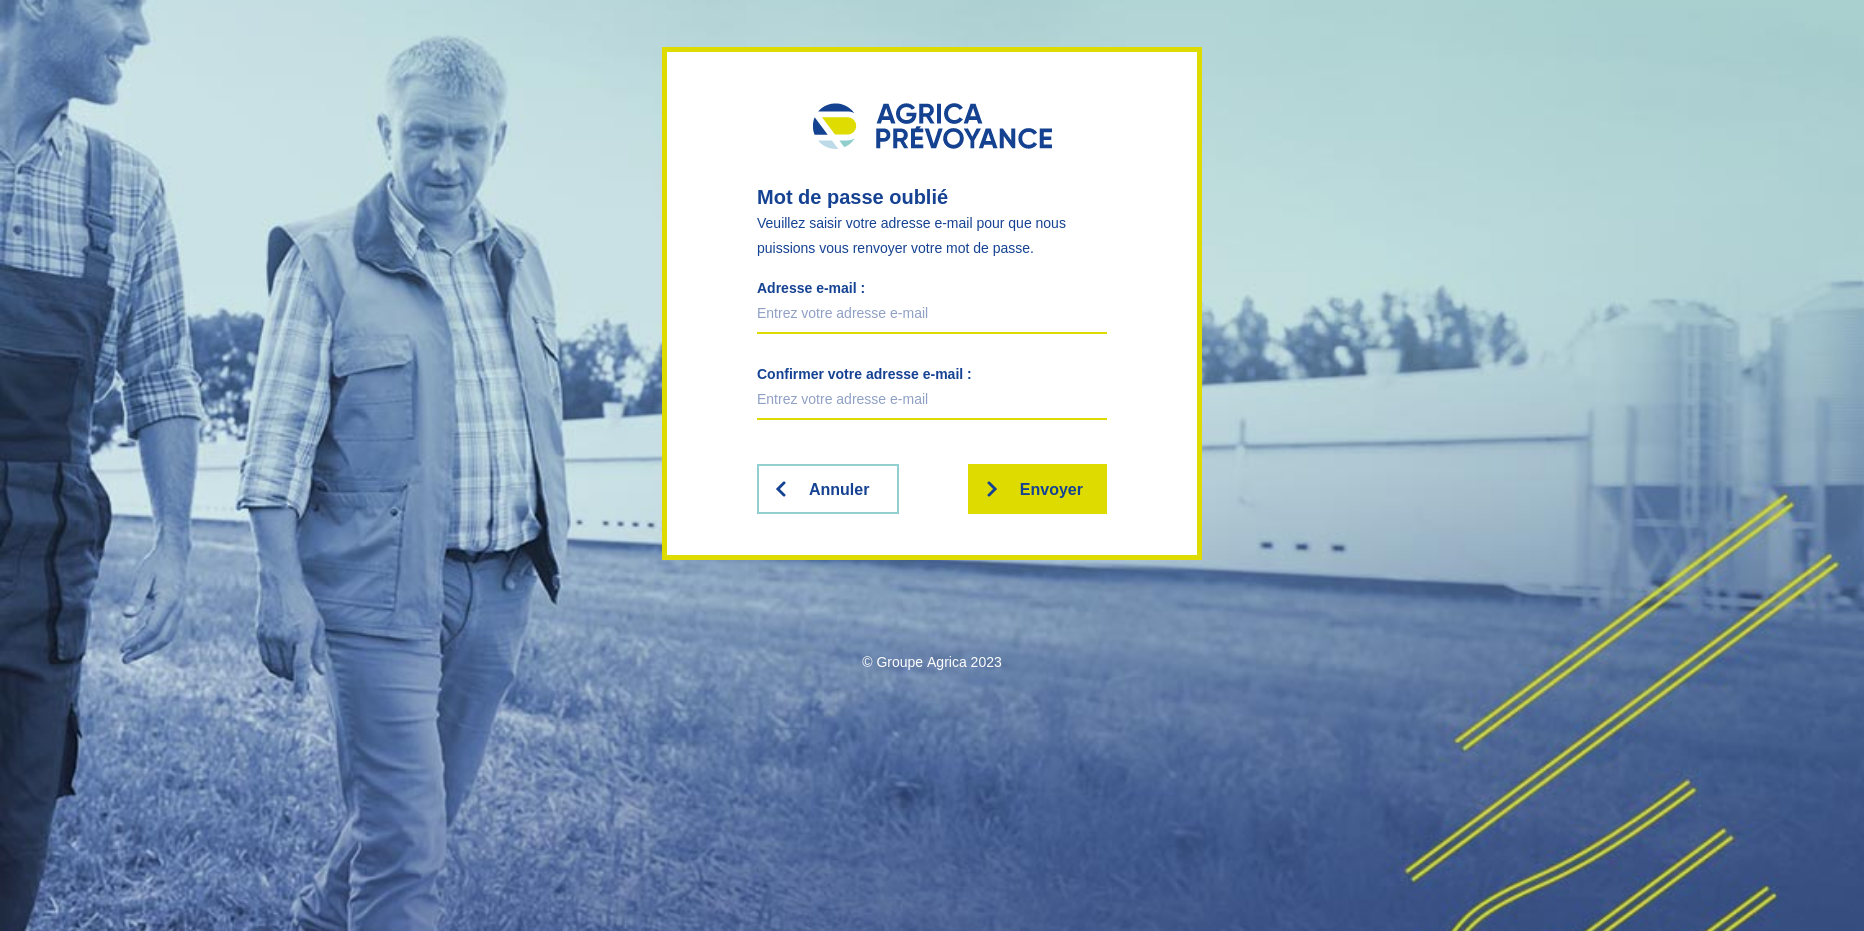 AGRICA
PRÉVOYANCE
Mot de passe oublié
Veuillez saisir votre adresse e-mail pour que nous
puissions vous renvoyer votre mot de passe.
Adresse e-mail :
Entrez votre adresse e-mail
Confirmer votre adresse e-mail :
Entrez votre adresse e-mail
Annuler
Envoyer
© Groupe Agrica 2023